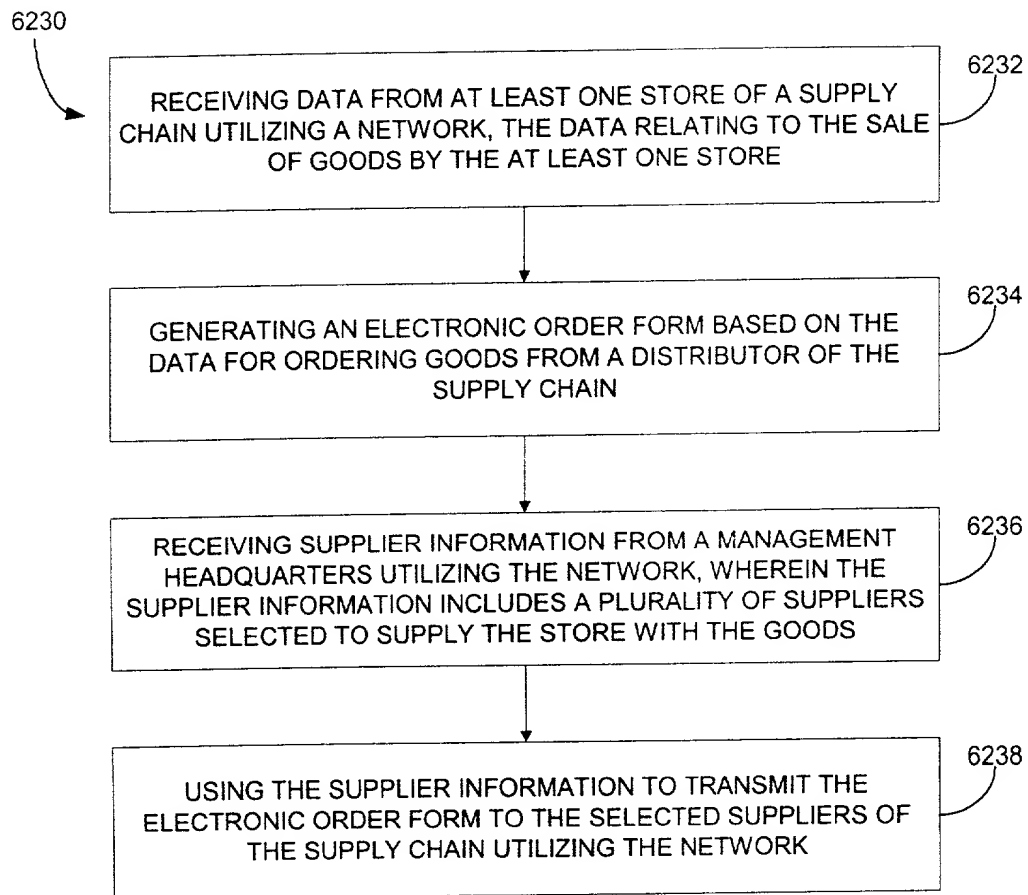 6230
6232
RECEIVING DATA FROM AT LEAST ONE STORE OF A SUPPLY
CHAIN UTILIZING A NETWORK, THE DATA RELATING TO THE SALE
OF GOODS BY THE AT LEAST ONE STORE
6234
GENERATING AN ELECTRONIC ORDER FORM BASED ON THE
DATA FOR ORDERING GOODS FROM A DISTRIBUTOR OF THE
SUPPLY CHAIN
6236
RECEIVING SUPPLIER INFORMATION FROM A MANAGEMENT
HEADQUARTERS UTILIZING THE NETWORK, WHEREIN THE
SUPPLIER INFORMATION INCLUDES A PLURALITY OF SUPPLIERS
SELECTED TO SUPPLY THE STORE WITH THE GOODS
6238
USING THE SUPPLIER INFORMATION TO TRANSMIT THE
ELECTRONIC ORDER FORM TO THE SELECTED SUPPLIERS OF
THE SUPPLY CHAIN UTILIZING THE NETWORK